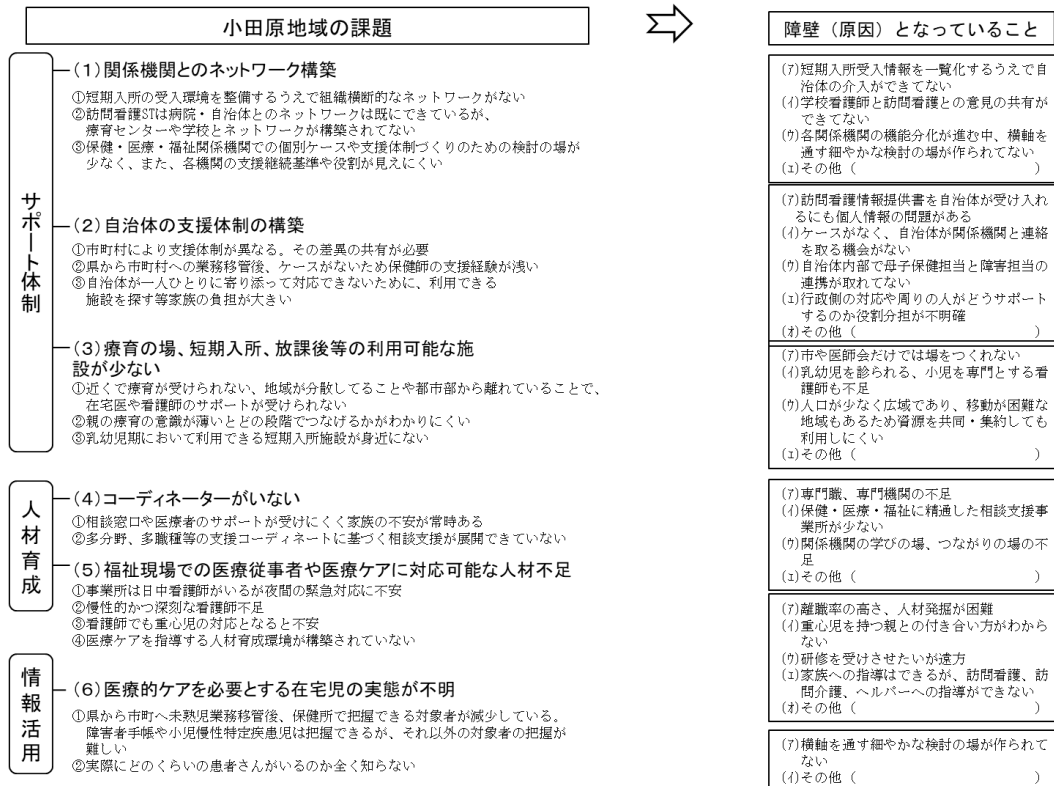 小田原地域の課題
サポート体制
(1)関係機関とのネットワーク構築
①短期入所の受入環境を整備するうえで組織横断的なネットワークがない
②訪問看護STは病院・自治体とのネットワークは既にできているが、
療育センターや学校とネットワークが構築されてない
③保健・医療・福祉関係機関での個別ケースや支援体制づくりのための検討の場が
少なく、また、各機関の支援継続基準や役割が見えにくい
(2)自治体の支援体制の構築
①市町村により支援体制が異なる。その差異の共有が必要
②県から市町村への業務移管後、ケースがないため保健師の支援経験が浅い
③自治体が一人ひとりに寄り添って対応できないために、利用できる
施設を探す等家族の負担が大きい
(3)療育の場、短期入所、放課後等の利用可能な施
設が少ない
①近くで療育が受けられない、地域が分散してることや都市部から離れていることで、
在宅医や看護師のサポートが受けられない
②親の療育の意識が薄いとどの段階でつなげるかがわかりにくい
③乳幼児期において利用できる短期入所施設が身近にない
人材育成
(4)コーディネーターがいない
①相談窓口や医療者のサポートが受けにくく家族の不安が常時ある
②多分野、多職種等の支援コーディネートに基づく相談支援が展開できていない
(5)福祉現場での医療従事者や医療ケアに対応可能な人材不足
①事業所は日中看護師がいるが夜間の緊急対応に不安
②慢性的かつ深刻な看護師不足
③看護師でも重心児の対応となると不安
④医療ケアを指導する人材育成環境が構築されていない
情報活用
(6)医療的ケアを必要とする在宅児の実態が不明
①県から市町へ未熟児業務移管後、保健所で把握できる対象者が減少している。
障害者手帳や小児慢性特定疾患児は把握できるが、それ以外の対象者の把握が
難しい
②実際にどのくらいの患者さんがいるのか全く知らない
障壁(原因)となっていること
(ｱ)短期入所受入情報を一覧化するうえで自
治体の介入ができてない
(ｲ)学校看護師と訪問看護との意見の共有が
できてない
(ｳ)各関係機関の機能分化が進む中、横軸を
通す細やかな検討の場が作られてない
(ｴ)その他( )
(ｱ)訪問看護情報提供書を自治体が受け入れ
るにも個人情報の問題がある
(ｲ)ケースがなく、自治体が関係機関と連絡
を取る機会がない
(ｳ)自治体内部で母子保健担当と障害担当の
連携が取れてない
(ｴ)行政側の対応や周りの人がどうサポート
するのか役割分担が不明確
(ｵ)その他( )
(ｱ)市や医師会だけでは場をつくれない
(ｲ)乳幼児を診られる、小児を専門とする看
護師も不足
(ｳ)人口が少なく広域であり、移動が困難な
地域もあるため資源を共同・集約しても
利用しにくい
(ｴ)その他( )
(ｱ)専門職、専門機関の不足
(ｲ)保健・医療・福祉に精通した相談支援事
業所が少ない
(ｳ)関係機関の学びの場、つながりの場の不
足
(ｴ)その他( )
(ｱ)離職率の高さ、人材発掘が困難
(ｲ)重心児を持つ親との付き合い方がわから
ない
(ｳ)研修を受けさせたいが遠方
(ｴ)家族への指導はできるが、訪問看護、訪
問介護、ヘルパーへの指導ができない
(ｵ)その他( )
(ｱ)横軸を通す細やかな検討の場が作られて
ない
(ｲ)その他( )